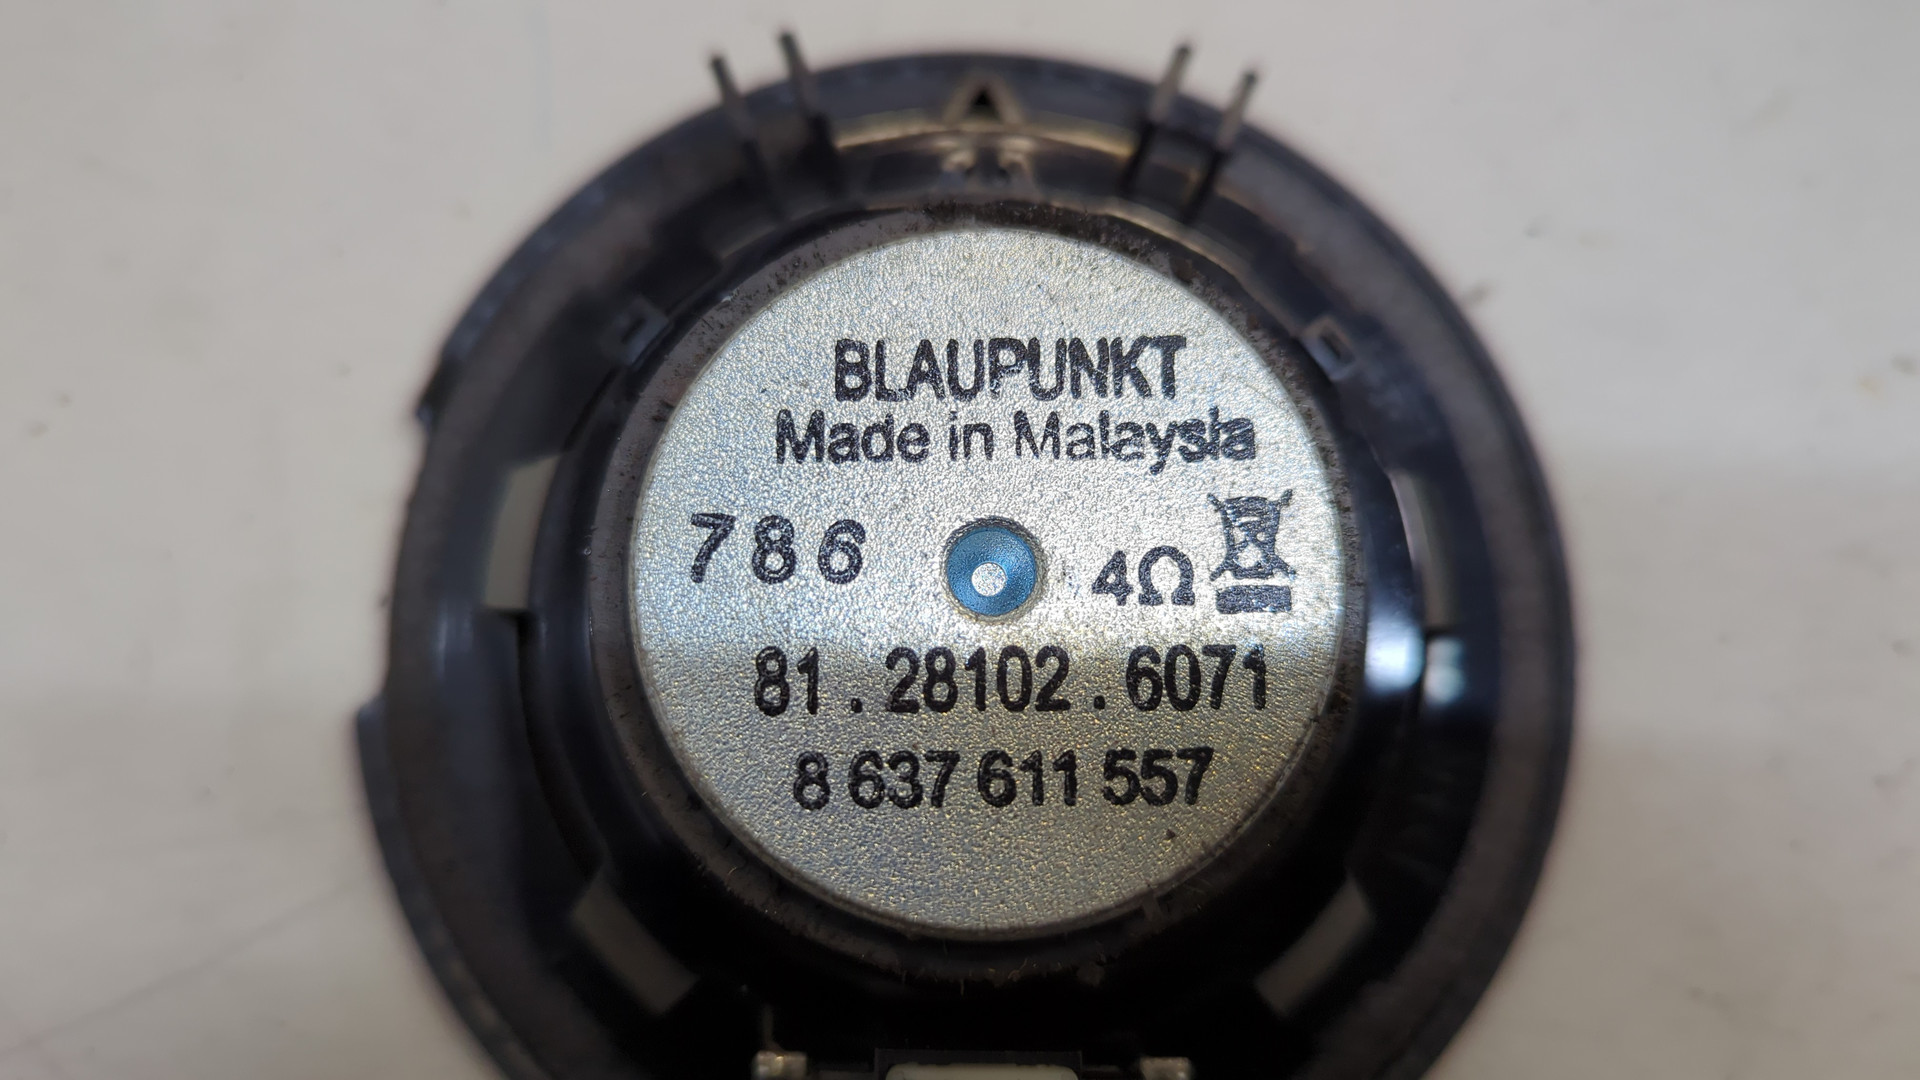 BLAUPUNKT
Made in Malaysia
786 4Ω
81.28102.6071
8 637 611 557